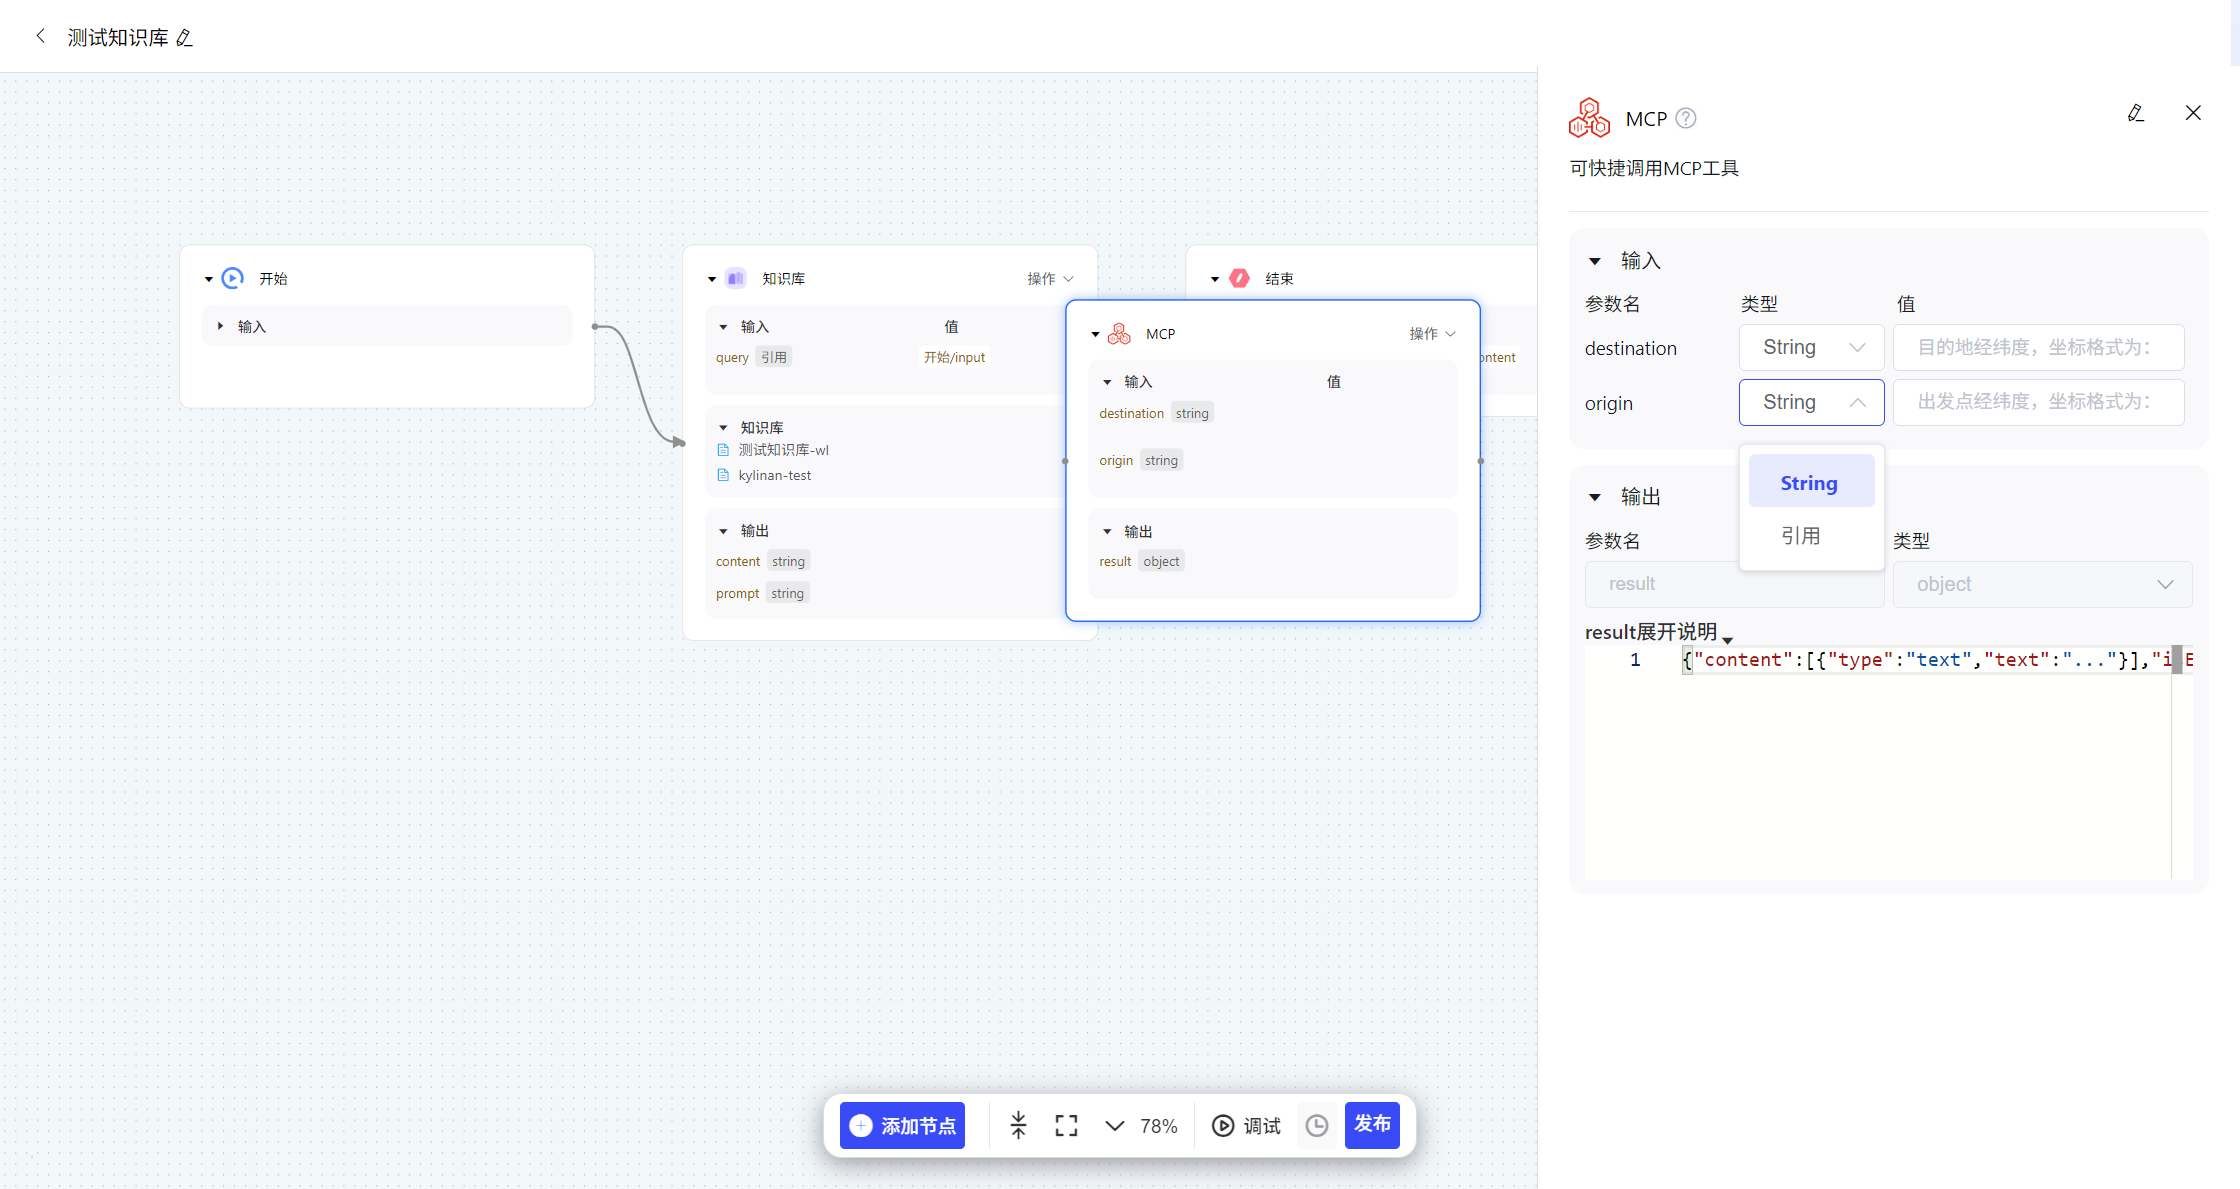 测试知识库
开始
输入
知识库
操作
输入
值
query 引用
开始/input
知识库
测试知识库-wl
kylinan-test
输出
content string
prompt string
结束
MCP
操作
输入
值
destination string
origin string
输出
result object
MCP
可快捷调用MCP工具
输入
参数名 类型 值
destination String 目的地经纬度，坐标格式为：
origin String 出发点经纬度，坐标格式为：
String
引用
输出
参数名 类型
result object
result展开说明
1 {"content":[{"type":"text","text":"..."}],"i
添加节点 78% 调试 发布